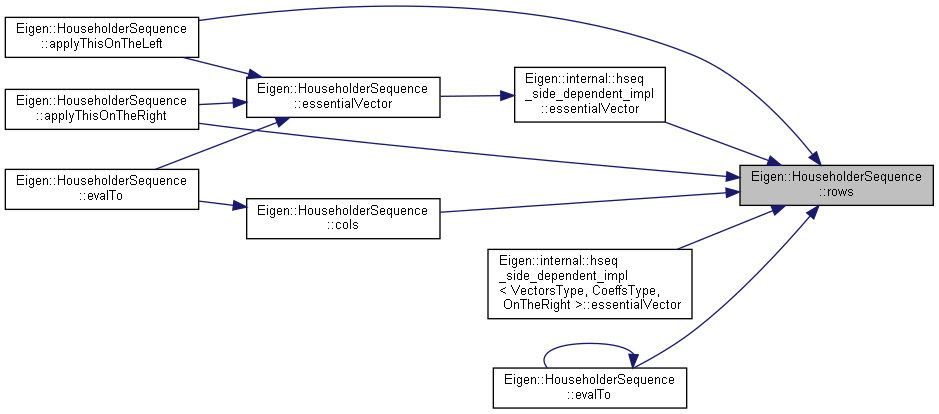 Eigen::HouseholderSequence
::applyThisOnTheLeft
Eigen::HouseholderSequence
::essentialVector
Eigen::internal::hseq
_side_dependent_impl
::essentialVector
Eigen::HouseholderSequence
::applyThisOnTheRight
Eigen::HouseholderSequence
::rows
Eigen::HouseholderSequence
::evalTo
Eigen::HouseholderSequence
::cols
Eigen::internal::hseq
_side_dependent_impl
< VectorsType, CoeffsType,
OnTheRight >::essentialVector
Eigen::HouseholderSequence
::evalTo